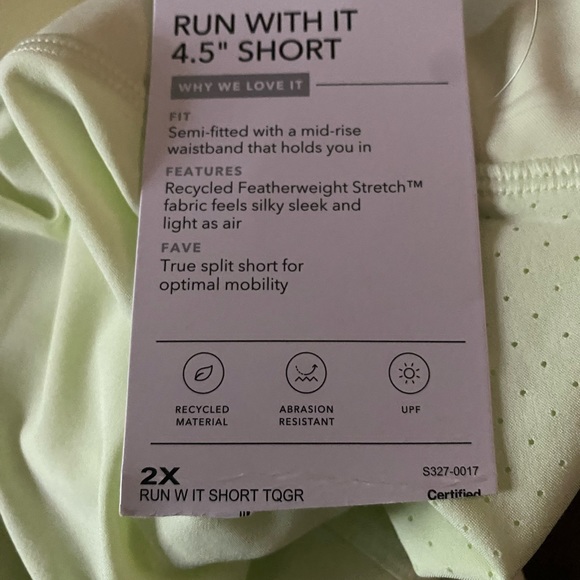 RUN WITH IT
4.5" SHORT
WHY WE LOVE IT
FIT
Semi-fitted with a mid-rise
waistband that holds you in
FEATURES
Recycled Featherweight Stretch™
fabric feels silky sleek and
light as air
FAVE
True split short for
optimal mobility
RECYCLED
MATERIAL
ABRASION
RESISTANT
UPF
2X
S327-0017
RUN W IT SHORT TQGR
Certified